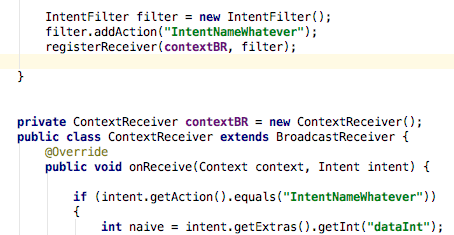 IntentFilter filter = new IntentFilter();
filter.addAction("IntentNameWhatever");
registerReceiver(contextBR, filter);
}
private ContextReceiver contextBR = new ContextReceiver();
public class ContextReceiver extends BroadcastReceiver {
@Override
public void onReceive(Context context, Intent intent) {
if (intent.getAction().equals("IntentNameWhatever"))
{
int naive = intent.getExtras().getInt("dataInt");